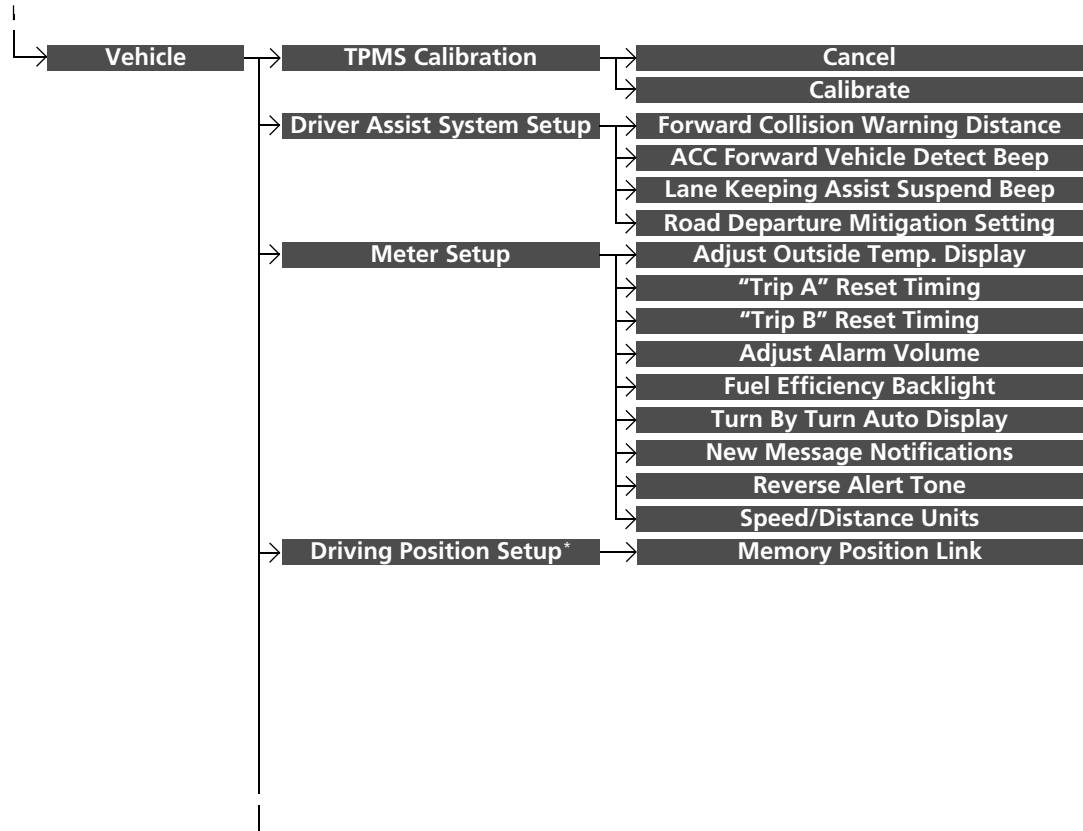 Vehicle
TPMS Calibration
Cancel
Calibrate
Driver Assist System Setup
Forward Collision Warning Distance
ACC Forward Vehicle Detect Beep
Lane Keeping Assist Suspend Beep
Road Departure Mitigation Setting
Meter Setup
Adjust Outside Temp. Display
“Trip A” Reset Timing
“Trip B” Reset Timing
Adjust Alarm Volume
Fuel Efficiency Backlight
Turn By Turn Auto Display
New Message Notifications
Reverse Alert Tone
Speed/Distance Units
Driving Position Setup*
Memory Position Link